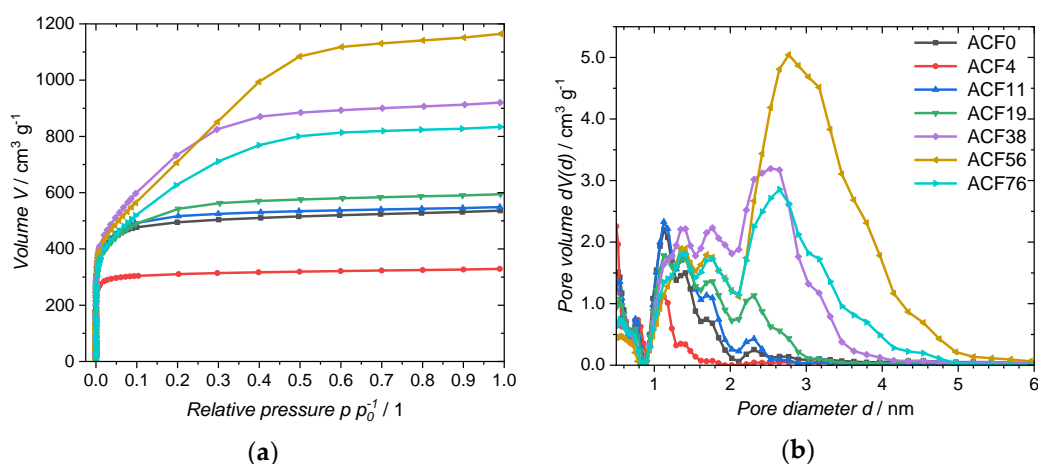 1200
1000
800
600
400
200
0
Volume V / cm³ g⁻¹
0.0 0.1 0.2 0.3 0.4 0.5 0.6 0.7 0.8 0.9 1.0
Relative pressure p p₀⁻¹ / 1
(a)
5.0
4.0
3.0
2.0
1.0
0.0
Pore volume dV(d) / cm³ g⁻¹
ACF0
ACF4
ACF11
ACF19
ACF38
ACF56
ACF76
1 2 3 4 5 6
Pore diameter d / nm
(b)